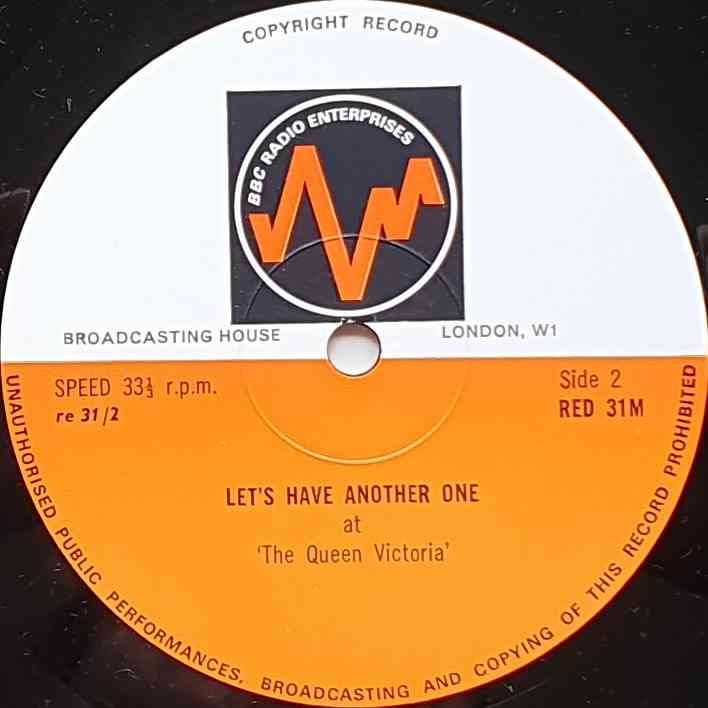 COPYRIGHT RECORD
BBC RADIO ENTERPRISES
BROADCASTING HOUSE
LONDON, W1
SPEED 33⅓ r.p.m.
Side 2
re 31/2
RED 31M
LET'S HAVE ANOTHER ONE
at
'The Queen Victoria'
UNAUTHORISED PUBLIC PERFORMANCES, BROADCASTING AND COPYING OF THIS RECORD PROHIBITED